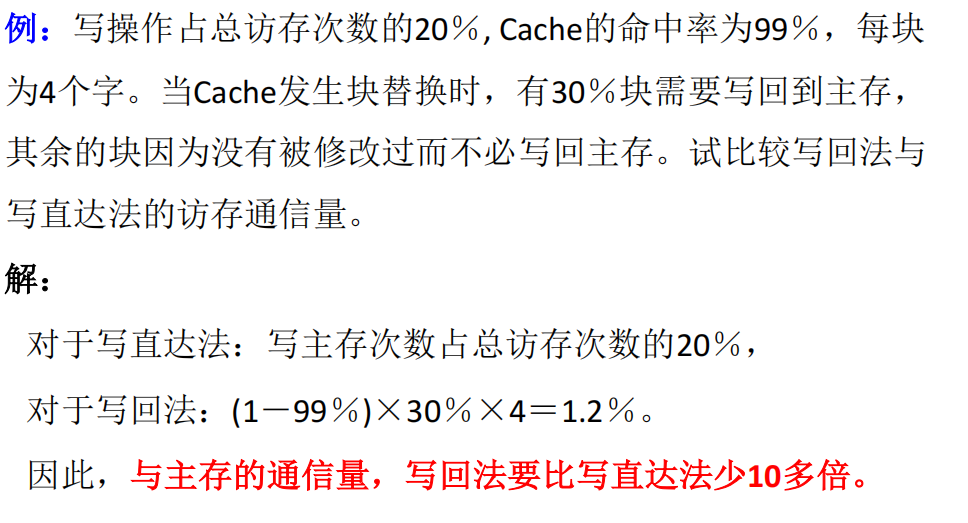 例：写操作占总访存次数的20％, Cache的命中率为99％，每块
为4个字。当Cache发生块替换时，有30％块需要写回到主存，
其余的块因为没有被修改过而不必写回主存。试比较写回法与
写直达法的访存通信量。
解：
对于写直达法：写主存次数占总访存次数的20％，
对于写回法：(1－99％)×30％×4＝1.2％。
因此，与主存的通信量，写回法要比写直达法少10多倍。